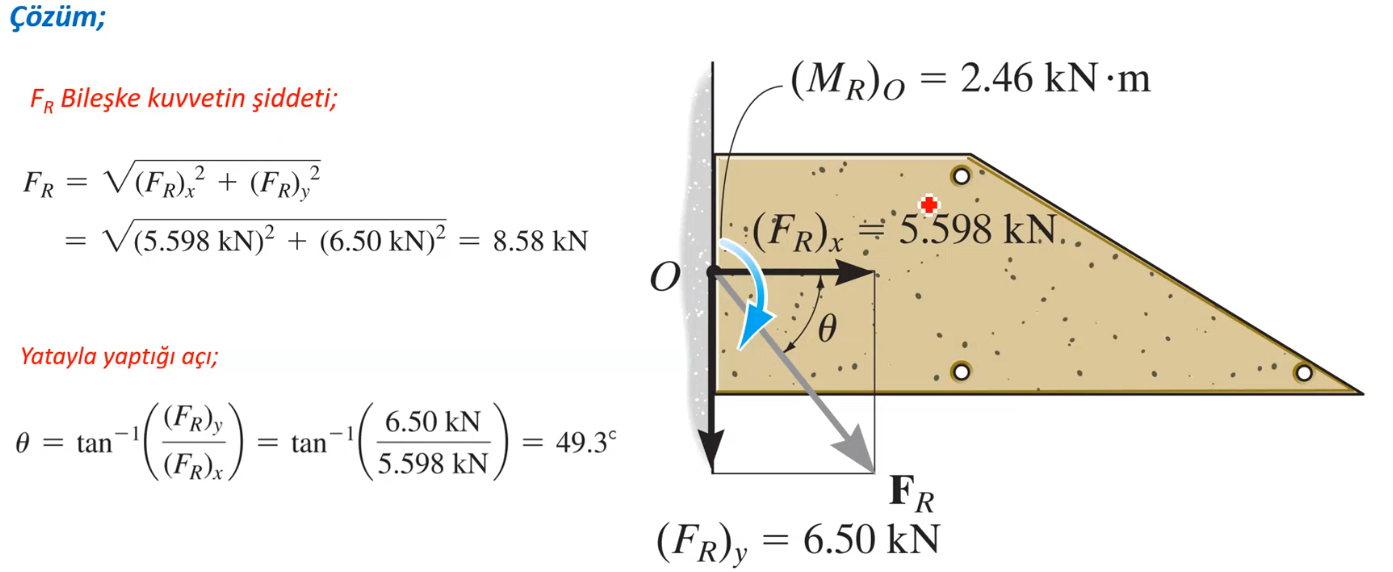 Çözüm;
F_R Bileşke kuvvetin şiddeti;
F_R = √((F_R)_x² + (F_R)_y²)
= √((5.598 kN)² + (6.50 kN)²) = 8.58 kN
Yatayla yaptığı açı;
θ = tan⁻¹((F_R)_y / (F_R)_x) = tan⁻¹(6.50 kN / 5.598 kN) = 49.3ᶜ
(M_R)_O = 2.46 kN·m
(F_R)_x = 5.598 kN
O
θ
F_R
(F_R)_y = 6.50 kN